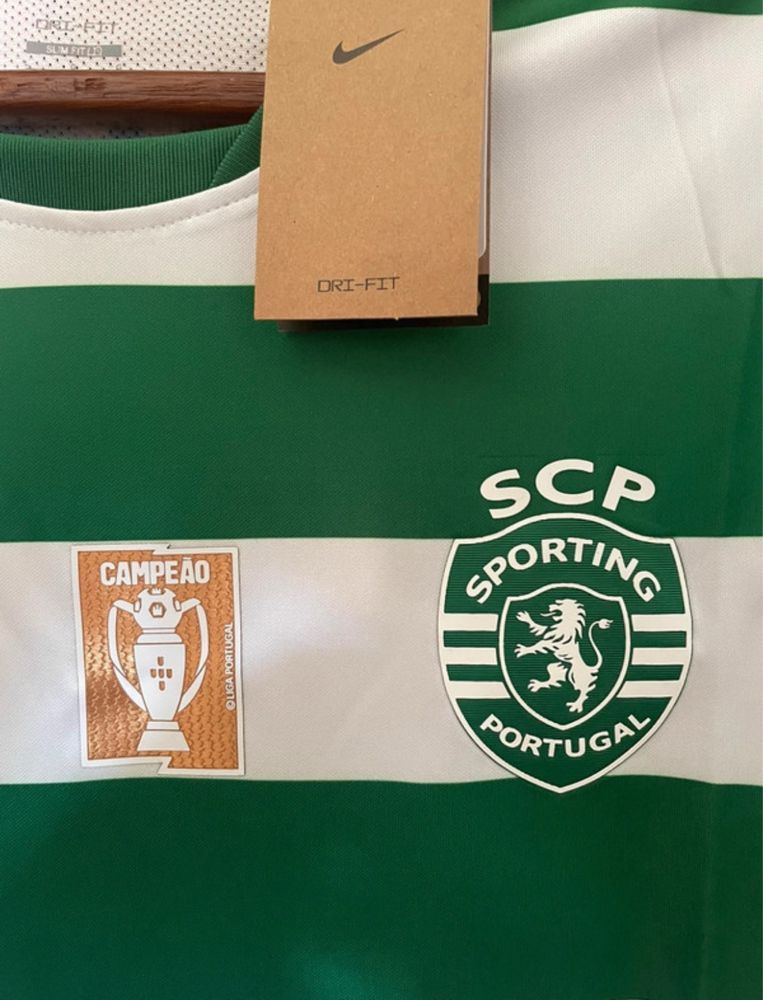 DRI-FIT
SLIM FIT
DRI-FIT
CAMPEÃO
© LIGA PORTUGAL
SCP
SPORTING
PORTUGAL